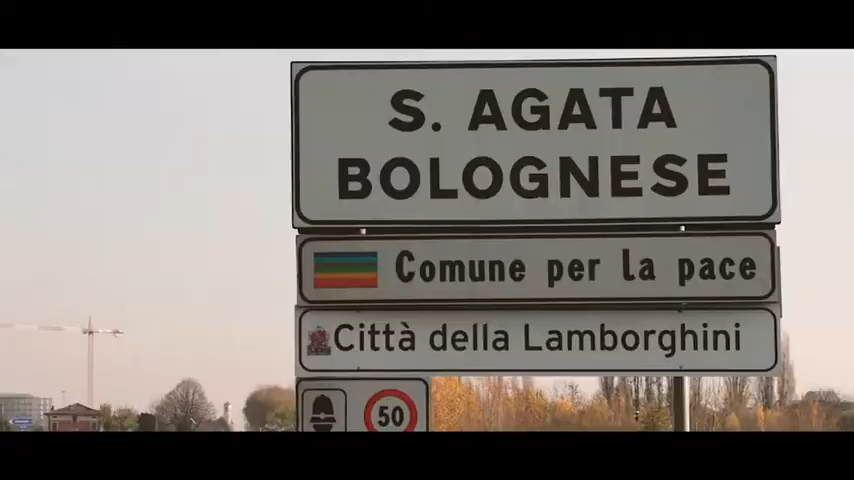 S. AGATA
BOLOGNESE
Comune per la pace
Città della Lamborghini
50